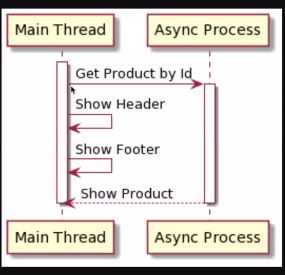 Main Thread
Async Process
Get Product by Id
Show Header
Show Footer
Show Product
Main Thread
Async Process